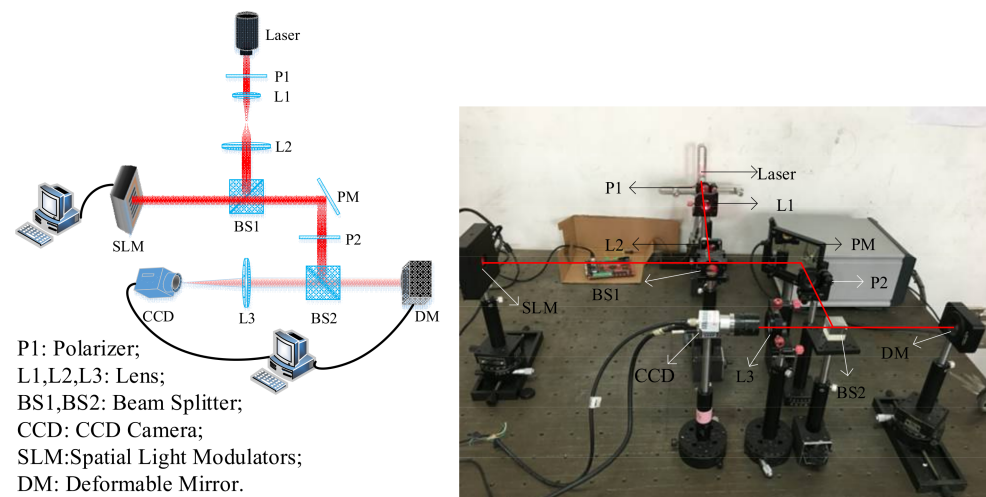 Laser
P1
L1
L2
PM
BS1
SLM
P2
CCD
L3
BS2
DM
P1: Polarizer;
L1,L2,L3: Lens;
BS1,BS2: Beam Splitter;
CCD: CCD Camera;
SLM:Spatial Light Modulators;
DM: Deformable Mirror.
Laser
P1
L1
L2
PM
P2
BS1
SLM
DM
CCD
L3
BS2